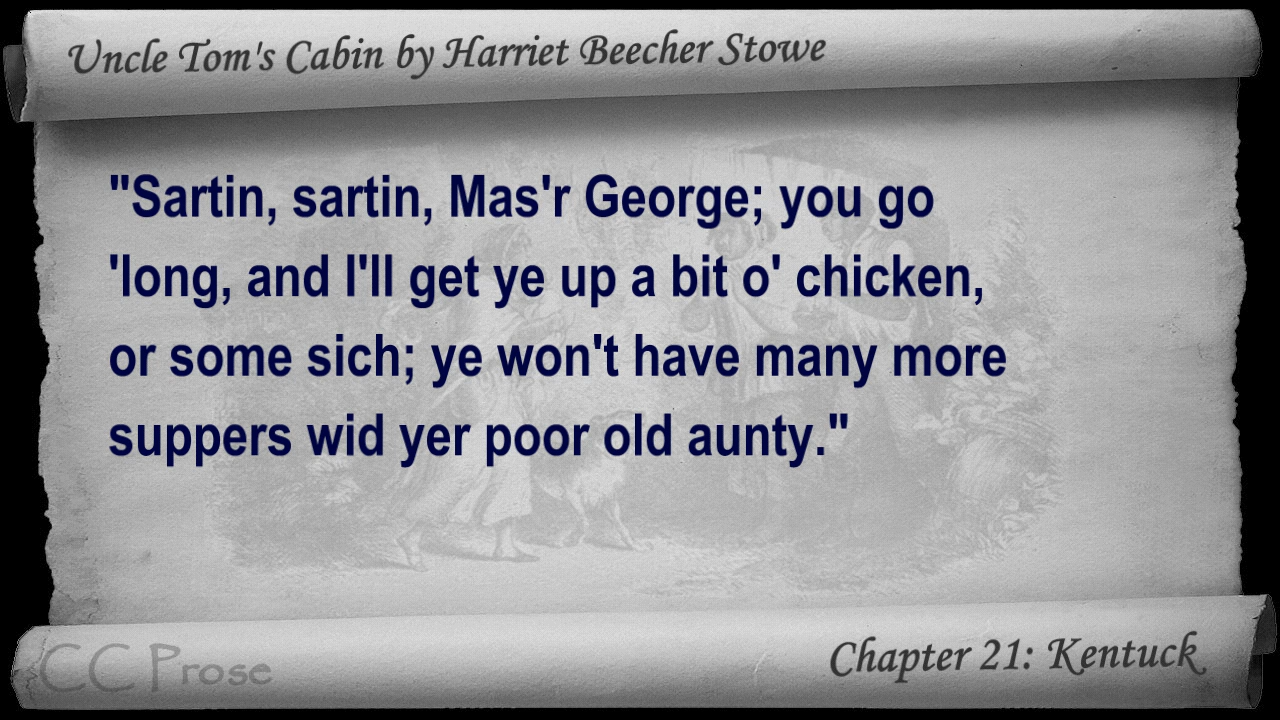 Uncle Tom's Cabin by Harriet Beecher Stowe
"Sartin, sartin, Mas'r George; you go
'long, and I'll get ye up a bit o' chicken,
or some sich; ye won't have many more
suppers wid yer poor old aunty."
CC Prose
Chapter 21: Kentuck